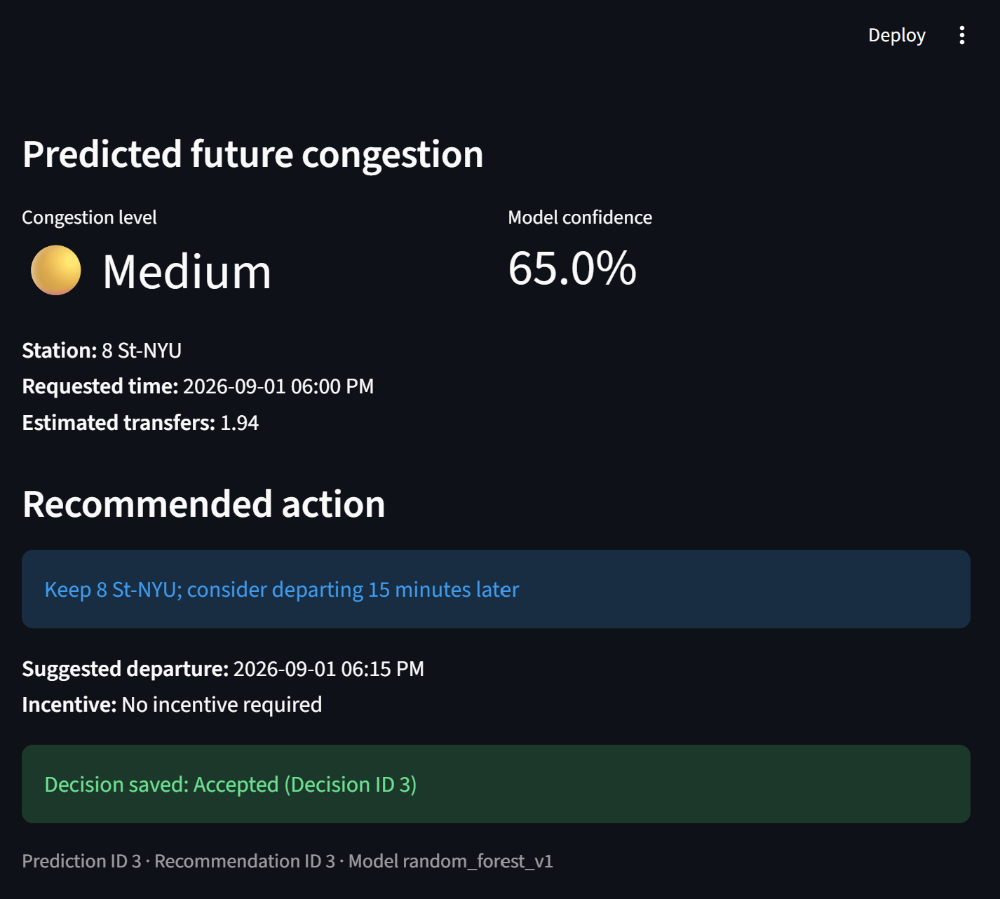 Deploy
Predicted future congestion
Congestion level
Model confidence
Medium
65.0%
Station: 8 St-NYU
Requested time: 2026-09-01 06:00 PM
Estimated transfers: 1.94
Recommended action
Keep 8 St-NYU; consider departing 15 minutes later
Suggested departure: 2026-09-01 06:15 PM
Incentive: No incentive required
Decision saved: Accepted (Decision ID 3)
Prediction ID 3 · Recommendation ID 3 · Model random_forest_v1